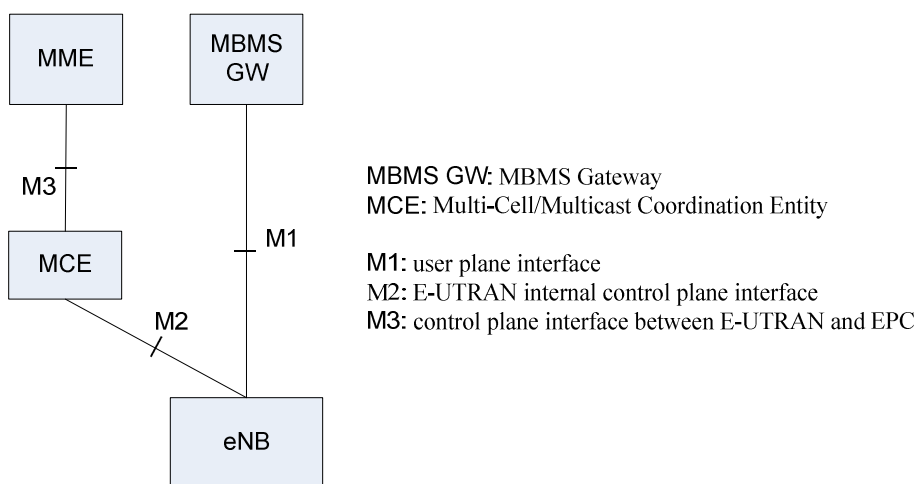 MME
MBMS
GW
M3
M1
MCE
M2
eNB
MBMS GW: MBMS Gateway
MCE: Multi-Cell/Multicast Coordination Entity
M1: user plane interface
M2: E-UTRAN internal control plane interface
M3: control plane interface between E-UTRAN and EPC